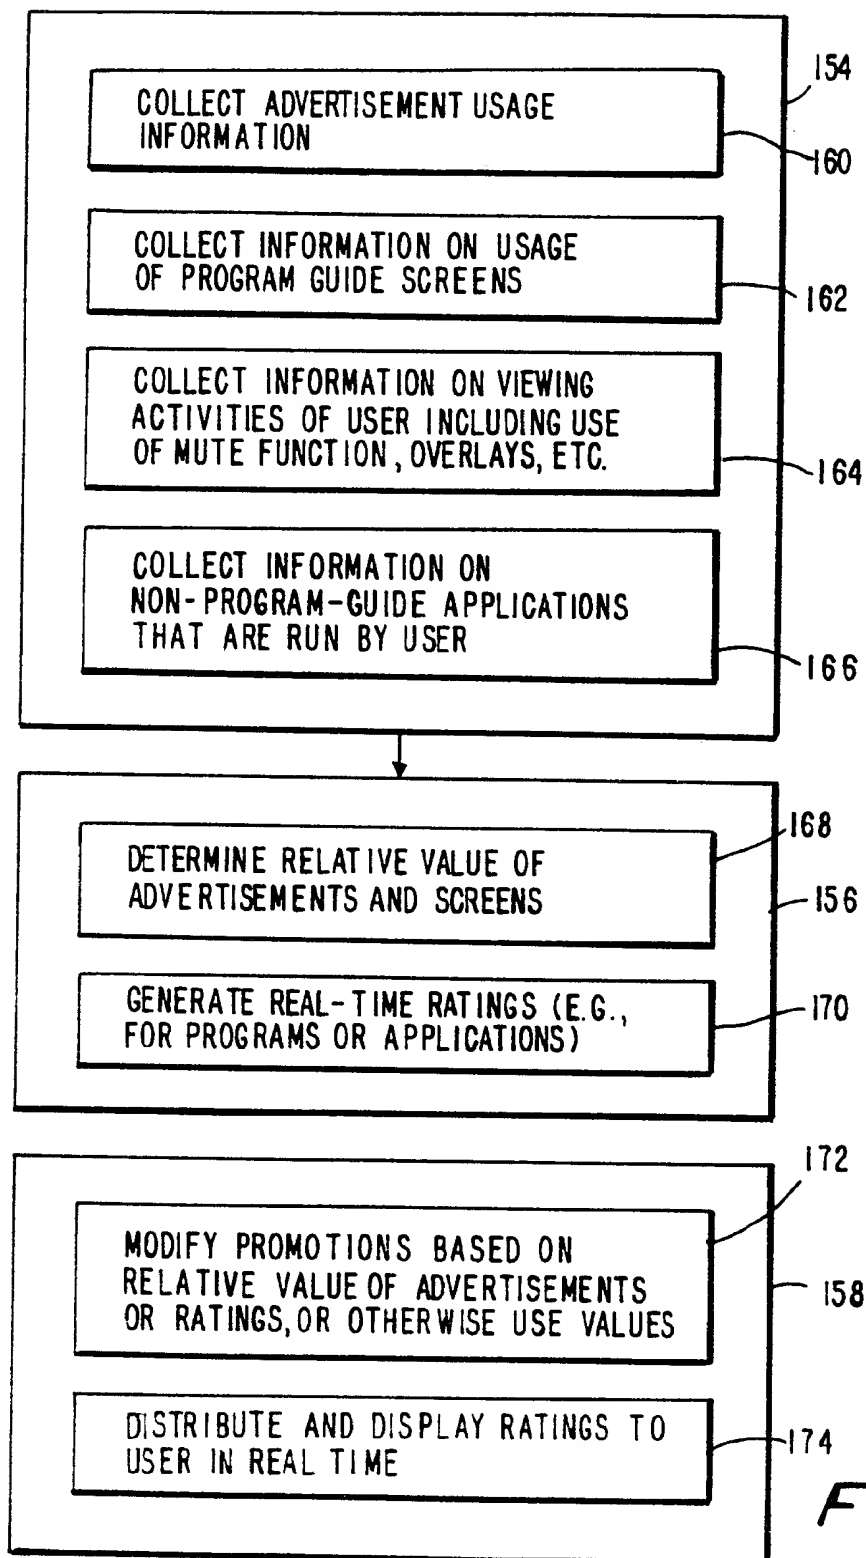 154
COLLECT ADVERTISEMENT USAGE
INFORMATION
160
COLLECT INFORMATION ON USAGE
OF PROGRAM GUIDE SCREENS
162
COLLECT INFORMATION ON VIEWING
ACTIVITIES OF USER INCLUDING USE
OF MUTE FUNCTION, OVERLAYS, ETC.
164
COLLECT INFORMATION ON
NON-PROGRAM-GUIDE APPLICATIONS
THAT ARE RUN BY USER
166
168
DETERMINE RELATIVE VALUE OF
ADVERTISEMENTS AND SCREENS
156
GENERATE REAL-TIME RATINGS (E.G.,
FOR PROGRAMS OR APPLICATIONS)
170
172
MODIFY PROMOTIONS BASED ON
RELATIVE VALUE OF ADVERTISEMENTS
OR RATINGS, OR OTHERWISE USE VALUES
158
DISTRIBUTE AND DISPLAY RATINGS TO
USER IN REAL TIME
174
F